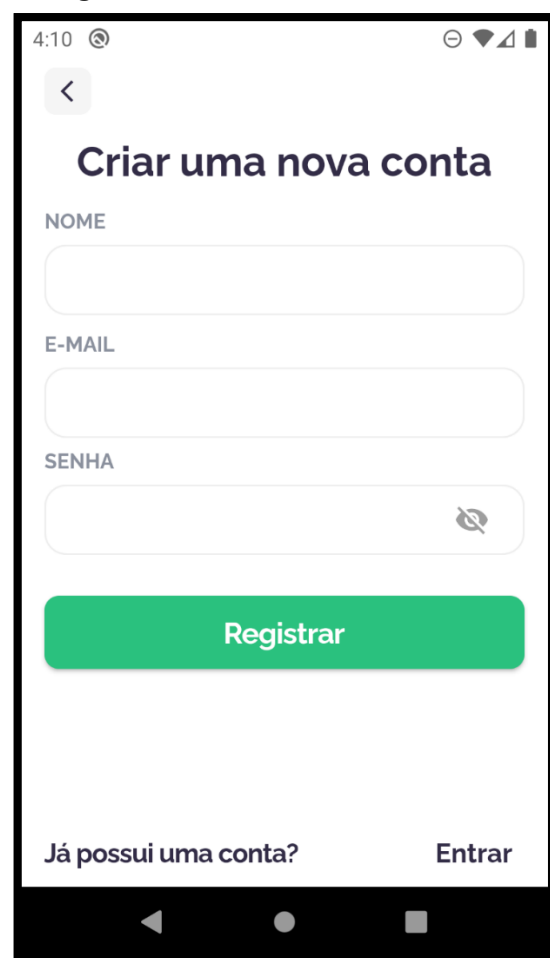 4:10
Criar uma nova conta
NOME
E-MAIL
SENHA
Registrar
Já possui uma conta? Entrar